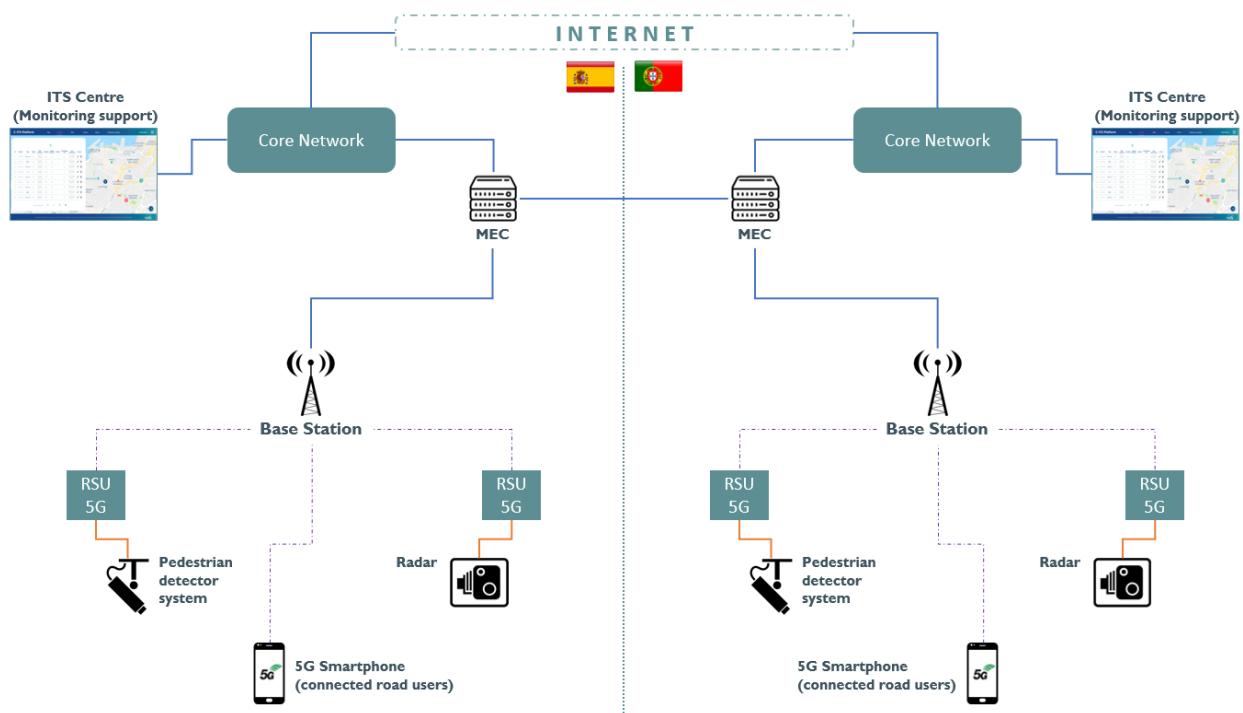 INTERNET
ITS Centre
(Monitoring support)
Core Network
MEC
Base Station
RSU
5G
RSU
5G
Pedestrian
detector
system
Radar
5G
5G Smartphone
(connected road users)
ITS Centre
(Monitoring support)
Core Network
MEC
Base Station
RSU
5G
RSU
5G
Pedestrian
detector
system
Radar
5G Smartphone
(connected road users)
5G